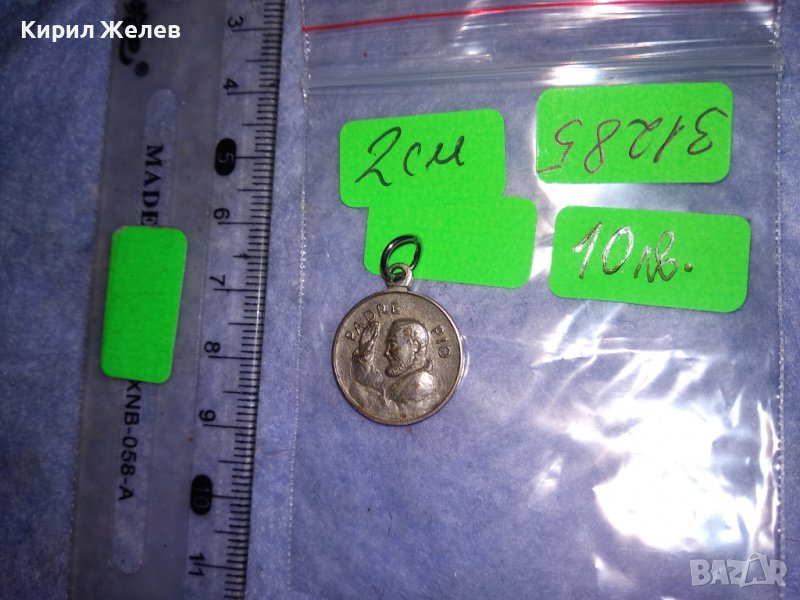 Кирил Желев
3
4
5
6
7
8
9
10
11
MADE
KNB-058-A
2см
31285
10лв.
PADRE PIO
BAZAR